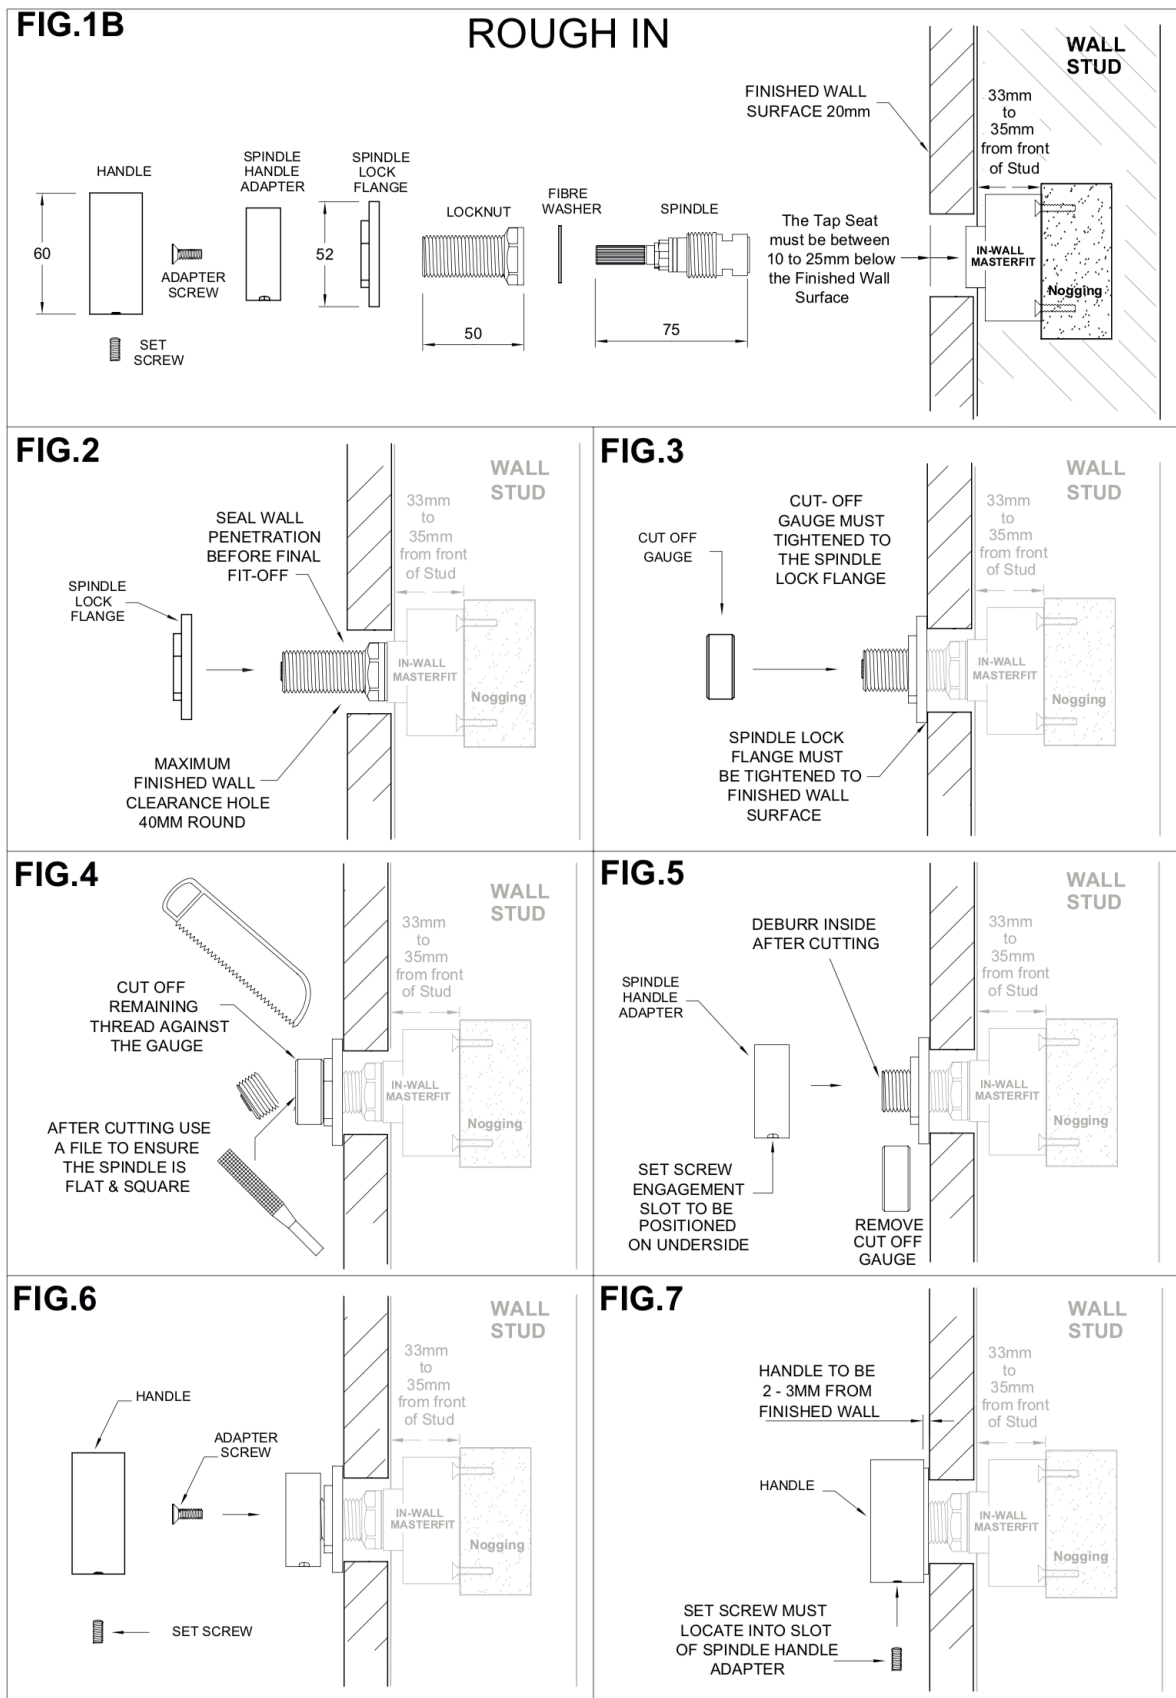 FIG.1B
ROUGH IN
WALL
STUD
FINISHED WALL
SURFACE 20mm
33mm
to
35mm
from front
of Stud
HANDLE
SPINDLE
HANDLE
ADAPTER
SPINDLE
LOCK
FLANGE
LOCKNUT
FIBRE
WASHER
SPINDLE
60
ADAPTER
SCREW
52
The Tap Seat
must be between
10 to 25mm below
the Finished Wall
Surface
IN-WALL
MASTERFIT
Nogging
50
75
SET
SCREW
FIG.2
WALL
STUD
33mm
to
35mm
from front
of Stud
SEAL WALL
PENETRATION
BEFORE FINAL
FIT-OFF
SPINDLE
LOCK
FLANGE
IN-WALL
MASTERFIT
Nogging
MAXIMUM
FINISHED WALL
CLEARANCE HOLE
40MM ROUND
FIG.3
WALL
STUD
33mm
to
35mm
from front
of Stud
CUT- OFF
GAUGE MUST
TIGHTENED TO
THE SPINDLE
LOCK FLANGE
CUT OFF
GAUGE
IN-WALL
MASTERFIT
Nogging
SPINDLE LOCK
FLANGE MUST
BE TIGHTENED TO
FINISHED WALL
SURFACE
FIG.4
WALL
STUD
33mm
to
35mm
from front
of Stud
CUT OFF
REMAINING
THREAD AGAINST
THE GAUGE
IN-WALL
MASTERFIT
Nogging
AFTER CUTTING USE
A FILE TO ENSURE
THE SPINDLE IS
FLAT & SQUARE
FIG.5
WALL
STUD
33mm
to
35mm
from front
of Stud
DEBURR INSIDE
AFTER CUTTING
SPINDLE
HANDLE
ADAPTER
IN-WALL
MASTERFIT
Nogging
SET SCREW
ENGAGEMENT
SLOT TO BE
POSITIONED
ON UNDERSIDE
REMOVE
CUT OFF
GAUGE
FIG.6
WALL
STUD
33mm
to
35mm
from front
of Stud
HANDLE
ADAPTER
SCREW
IN-WALL
MASTERFIT
Nogging
SET SCREW
FIG.7
WALL
STUD
33mm
to
35mm
from front
of Stud
HANDLE TO BE
2 - 3MM FROM
FINISHED WALL
HANDLE
IN-WALL
MASTERFIT
Nogging
SET SCREW MUST
LOCATE INTO SLOT
OF SPINDLE HANDLE
ADAPTER